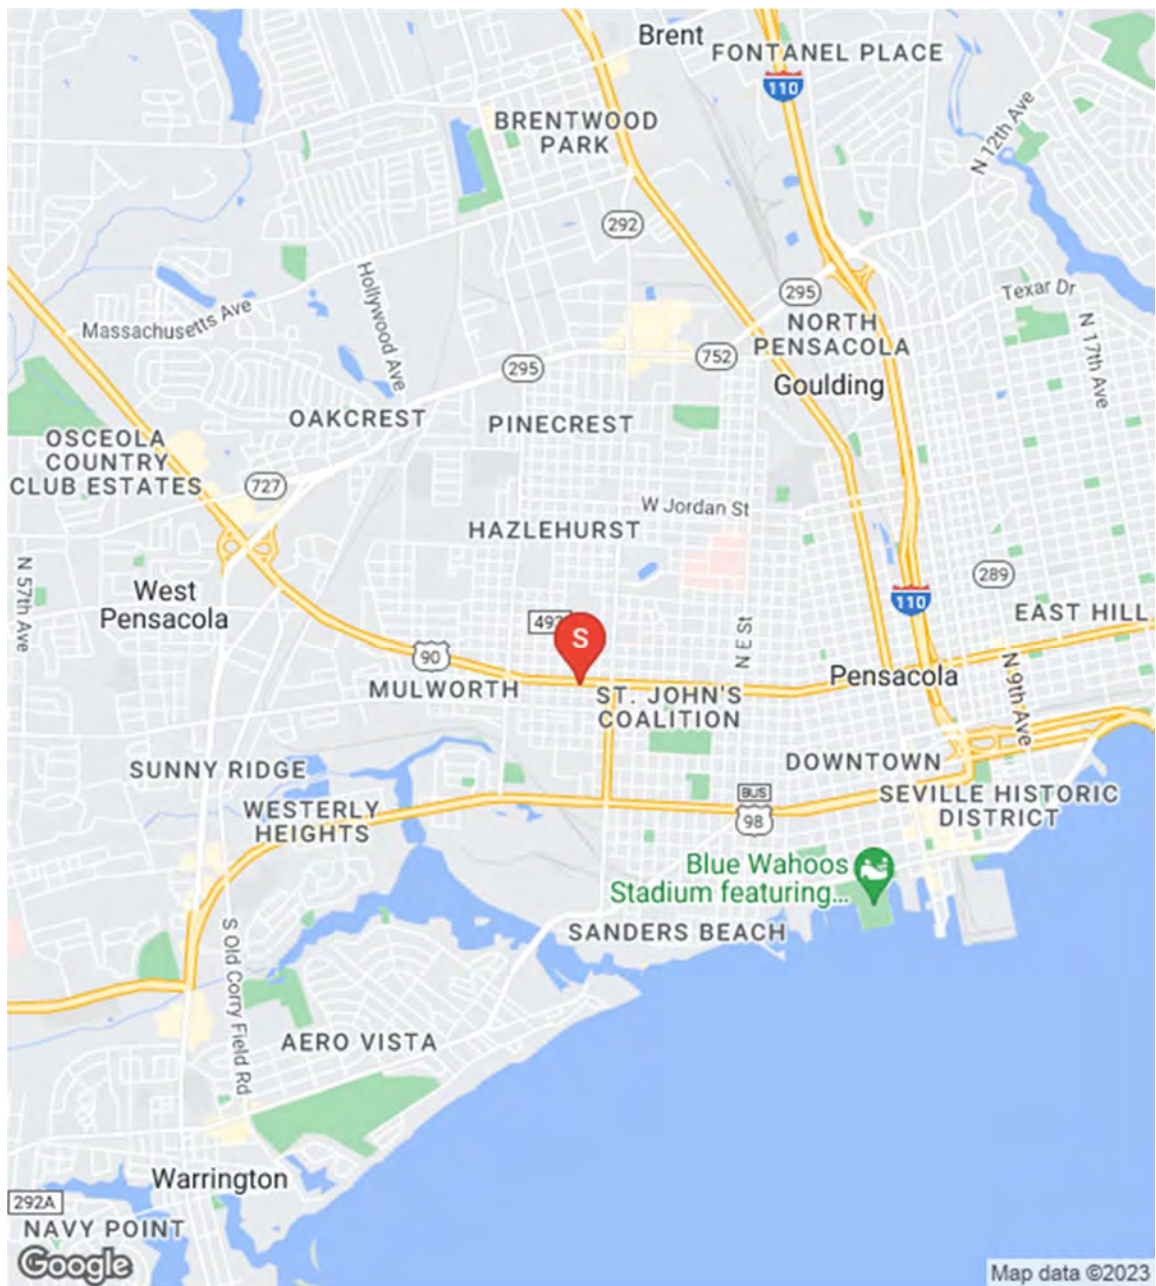 Brent
FONTANEL PLACE
110
BRENTWOOD
PARK
N 12th Ave
292
Hollywood Ave
295
Texar Dr
Massachusetts Ave
NORTH
PENSACOLA
N 17th Ave
752
295
Goulding
OAKCREST
PINECREST
OSCEOLA
COUNTRY
CLUB ESTATES
727
W Jordan St
HAZLEHURST
N 57th Ave
West
Pensacola
289
110
EAST HILL
S
N E St
90
MULWORTH
Pensacola
N 9th Ave
ST. JOHN'S
COALITION
SUNNY RIDGE
DOWNTOWN
WESTERLY
HEIGHTS
BUS
98
SEVILLE HISTORIC
DISTRICT
Blue Wahoos
Stadium featuring...
SANDERS BEACH
S Old Corry Field Rd
AERO VISTA
Warrington
292A
NAVY POINT
Google
Map data ©2023